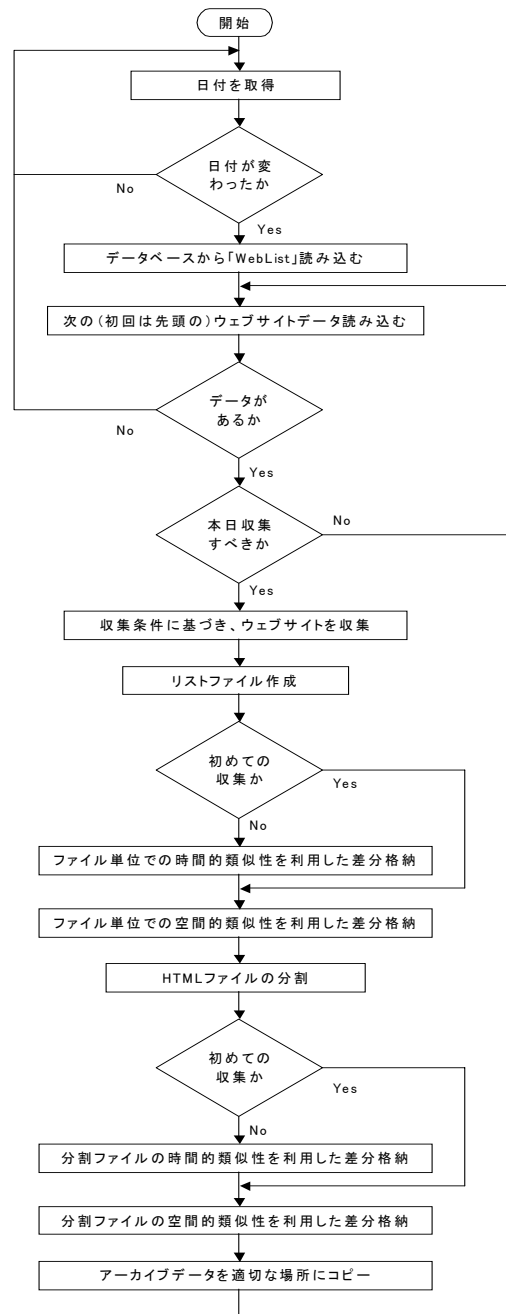 開始
日付を取得
日付が変
わったか
No
Yes
データベースから「WebList」読み込む
次の(初回は先頭の)ウェブサイトデータ読み込む
データが
あるか
No
Yes
本日収集
すべきか
No
Yes
収集条件に基づき、ウェブサイトを収集
リストファイル作成
初めての
収集か
Yes
No
ファイル単位での時間的類似性を利用した差分格納
ファイル単位での空間的類似性を利用した差分格納
HTMLファイルの分割
初めての
収集か
Yes
No
分割ファイルの時間的類似性を利用した差分格納
分割ファイルの空間的類似性を利用した差分格納
アーカイブデータを適切な場所にコピー